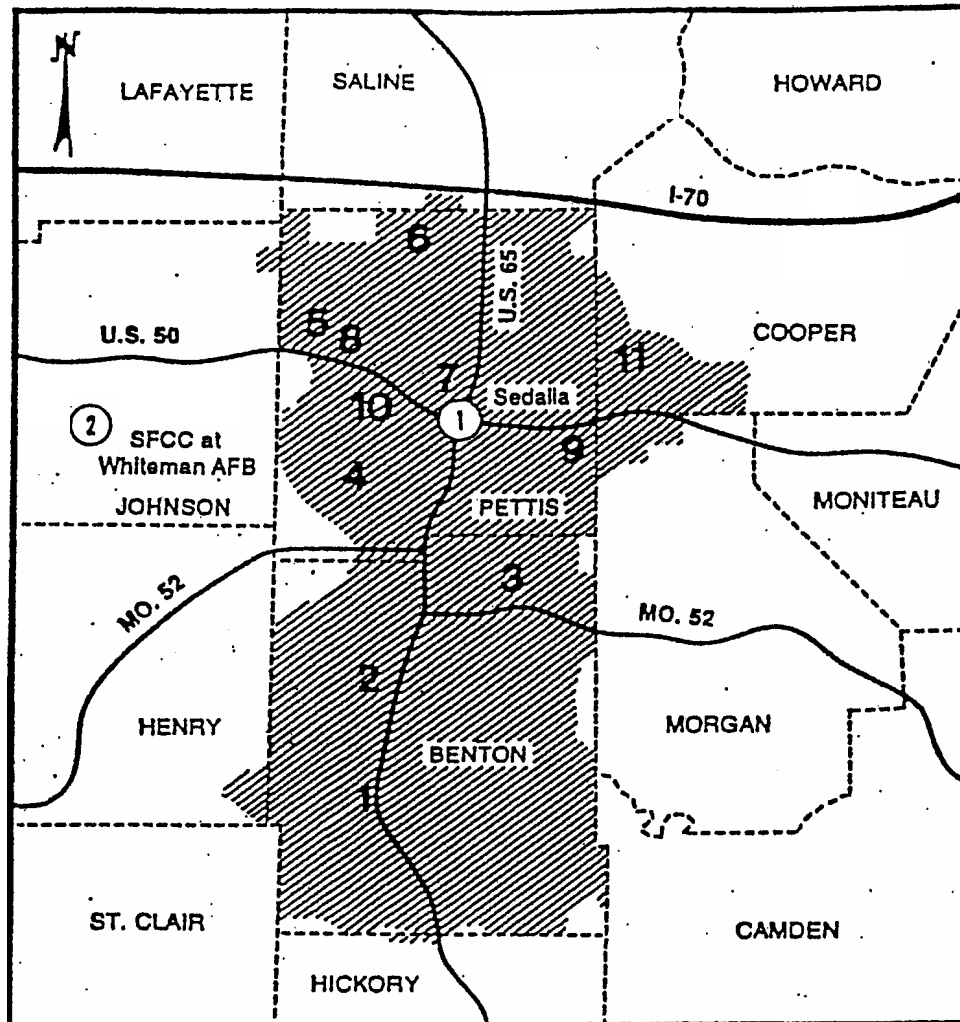 N
LAFAYETTE
SALINE
HOWARD
I-70
6
U.S. 65
5
8
U.S. 50
COOPER
11
7
10
Sedalia
1
2
SFCC at
Whiteman AFB
9
4
JOHNSON
PETTIS
MONITEAU
3
MO. 52
MO. 52
2
HENRY
MORGAN
BENTON
1
ST. CLAIR
CAMDEN
HICKORY